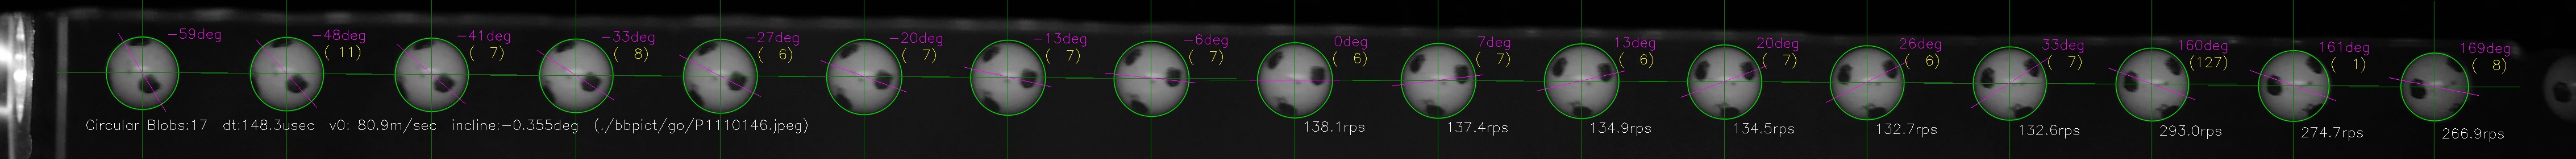 -59deg -48deg -41deg -33deg -27deg -20deg -13deg -6deg 0deg 7deg 13deg 20deg 26deg 33deg 160deg 161deg 169deg
( 11) ( 7) ( 8) ( 6) ( 7) ( 7) ( 7) ( 6) ( 7) ( 6) ( 7) ( 6) ( 7) (127) ( 1) ( 8)
Circular Blobs:17 dt:148.3usec v0: 80.9m/sec incline:-0.355deg (./bbpict/go/P1110146.jpeg)
138.1rps 137.4rps 134.9rps 134.5rps 132.7rps 132.6rps 293.0rps 274.7rps 266.9rps